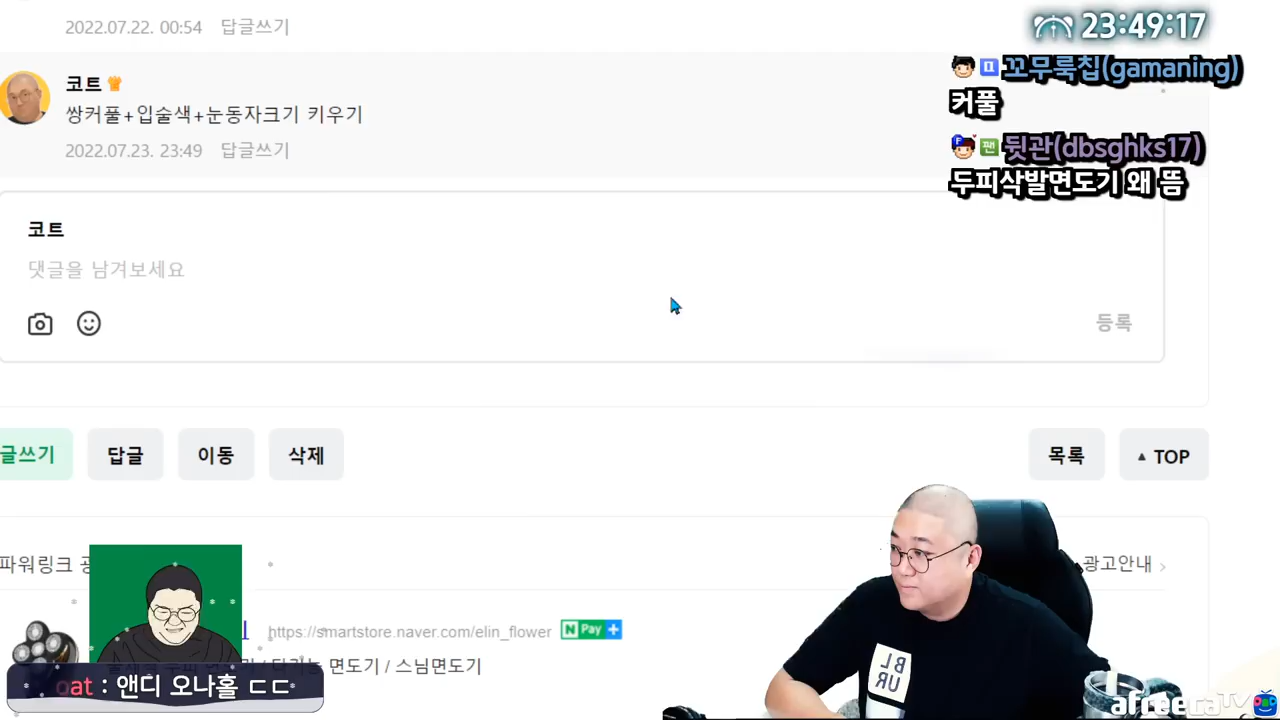 2022.07.22. 00:54 답글쓰기
23:49:17
코트
쌍커풀+입술색+눈동자크기 키우기
2022.07.23. 23:49 답글쓰기
꼬무룩칩(gamaning)
커풀
팬 뒷관(dbsghks17)
두피삭발면도기 왜 뜸
코트
댓글을 남겨보세요
등록
글쓰기 답글 이동 삭제 목록 ▲ TOP
파워링크 광고안내 >
https://smartstore.naver.com/elin_flower N Pay +
면도기 / 스님면도기
oat : 앤디 오나홀 ㄷㄷ
BL
UR
afreecaTV